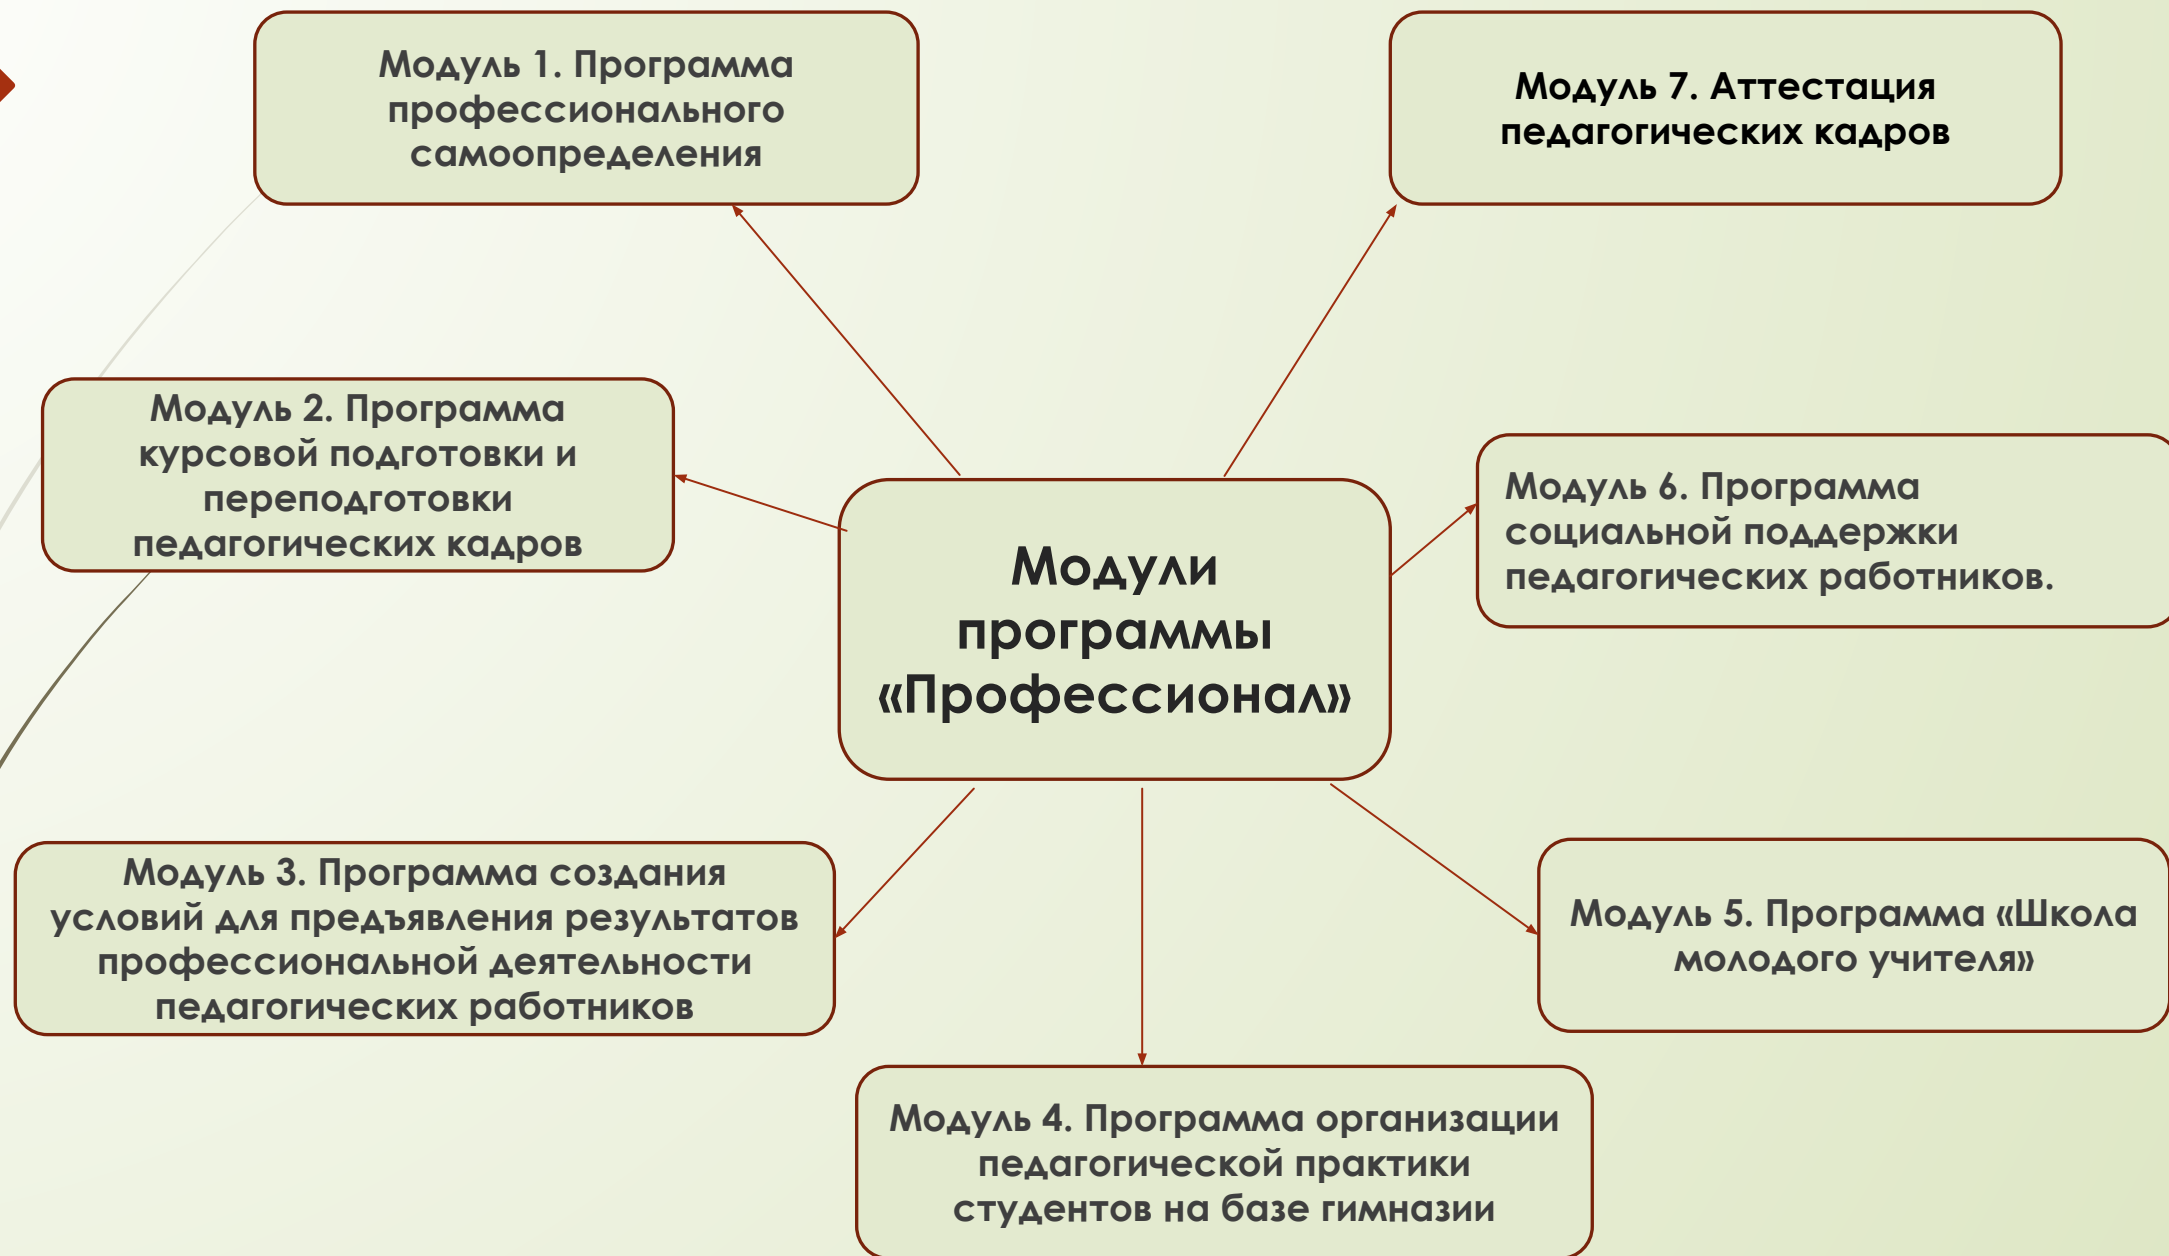 Модуль 1. Программа
профессионального
самоопределения
Модуль 7. Аттестация
педагогических кадров
Модуль 2. Программа
курсовой подготовки и
переподготовки
педагогических кадров
Модуль 6. Программа
социальной поддержки
педагогических работников.
Модули
программы
«Профессионал»
Модуль 3. Программа создания
условий для предъявления результатов
профессиональной деятельности
педагогических работников
Модуль 5. Программа «Школа
молодого учителя»
Модуль 4. Программа организации
педагогической практики
студентов на базе гимназии